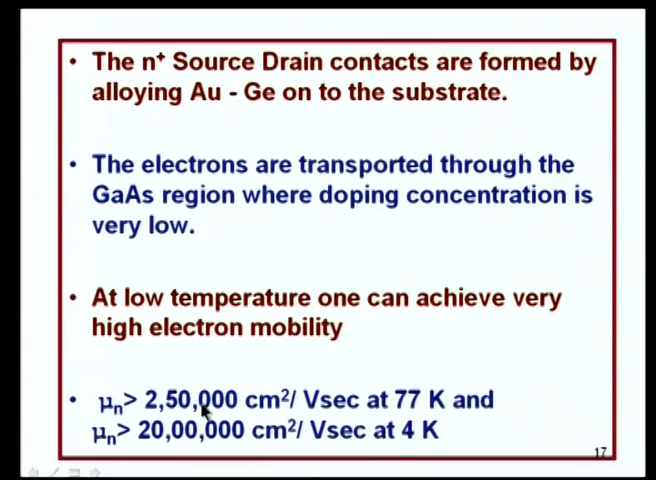 • The n⁺ Source Drain contacts are formed by
alloying Au - Ge on to the substrate.
• The electrons are transported through the
GaAs region where doping concentration is
very low.
• At low temperature one can achieve very
high electron mobility
• μₙ> 2,50,000 cm²/ Vsec at 77 K and
μₙ> 20,00,000 cm²/ Vsec at 4 K
17